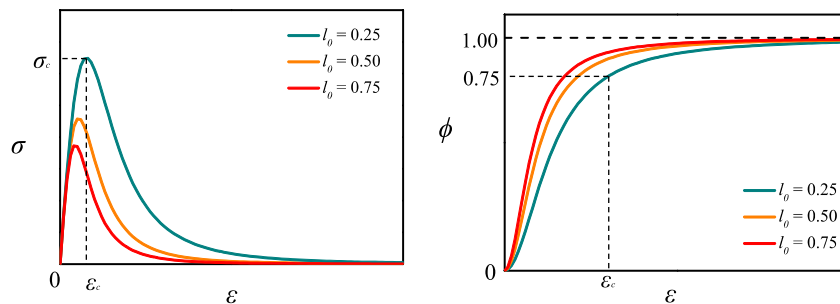 σ
σc
0
εc
ε
l0 = 0.25
l0 = 0.50
l0 = 0.75
ϕ
1.00
0.75
0
εc
ε
l0 = 0.25
l0 = 0.50
l0 = 0.75